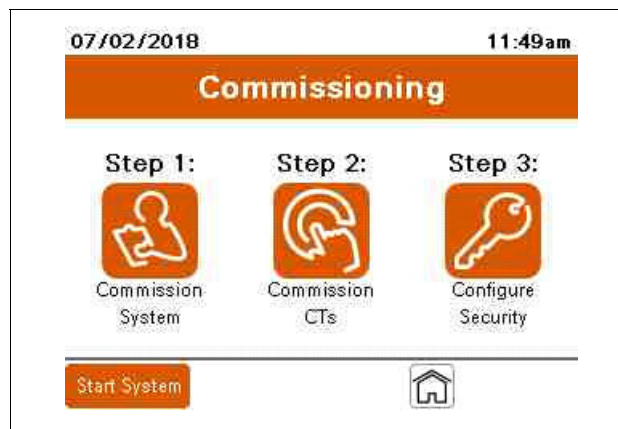 07/02/2018 11:49am
Commissioning
Step 1: Step 2: Step 3:
Commission Commission Configure
System CTs Security
Start System